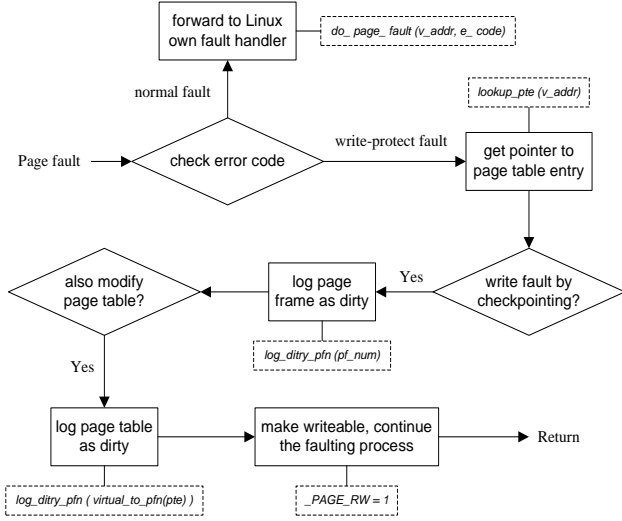 forward to Linux
own fault handler
do_ page_ fault (v_addr, e_ code)
normal fault
lookup_pte (v_addr)
Page fault
check error code
write-protect fault
get pointer to
page table entry
also modify
page table?
log page
frame as dirty
Yes
write fault by
checkpointing?
log_ditry_pfn (pf_num)
Yes
log page table
as dirty
make writeable, continue
the faulting process
Return
log_ditry_pfn ( virtual_to_pfn(pte) )
_PAGE_RW = 1